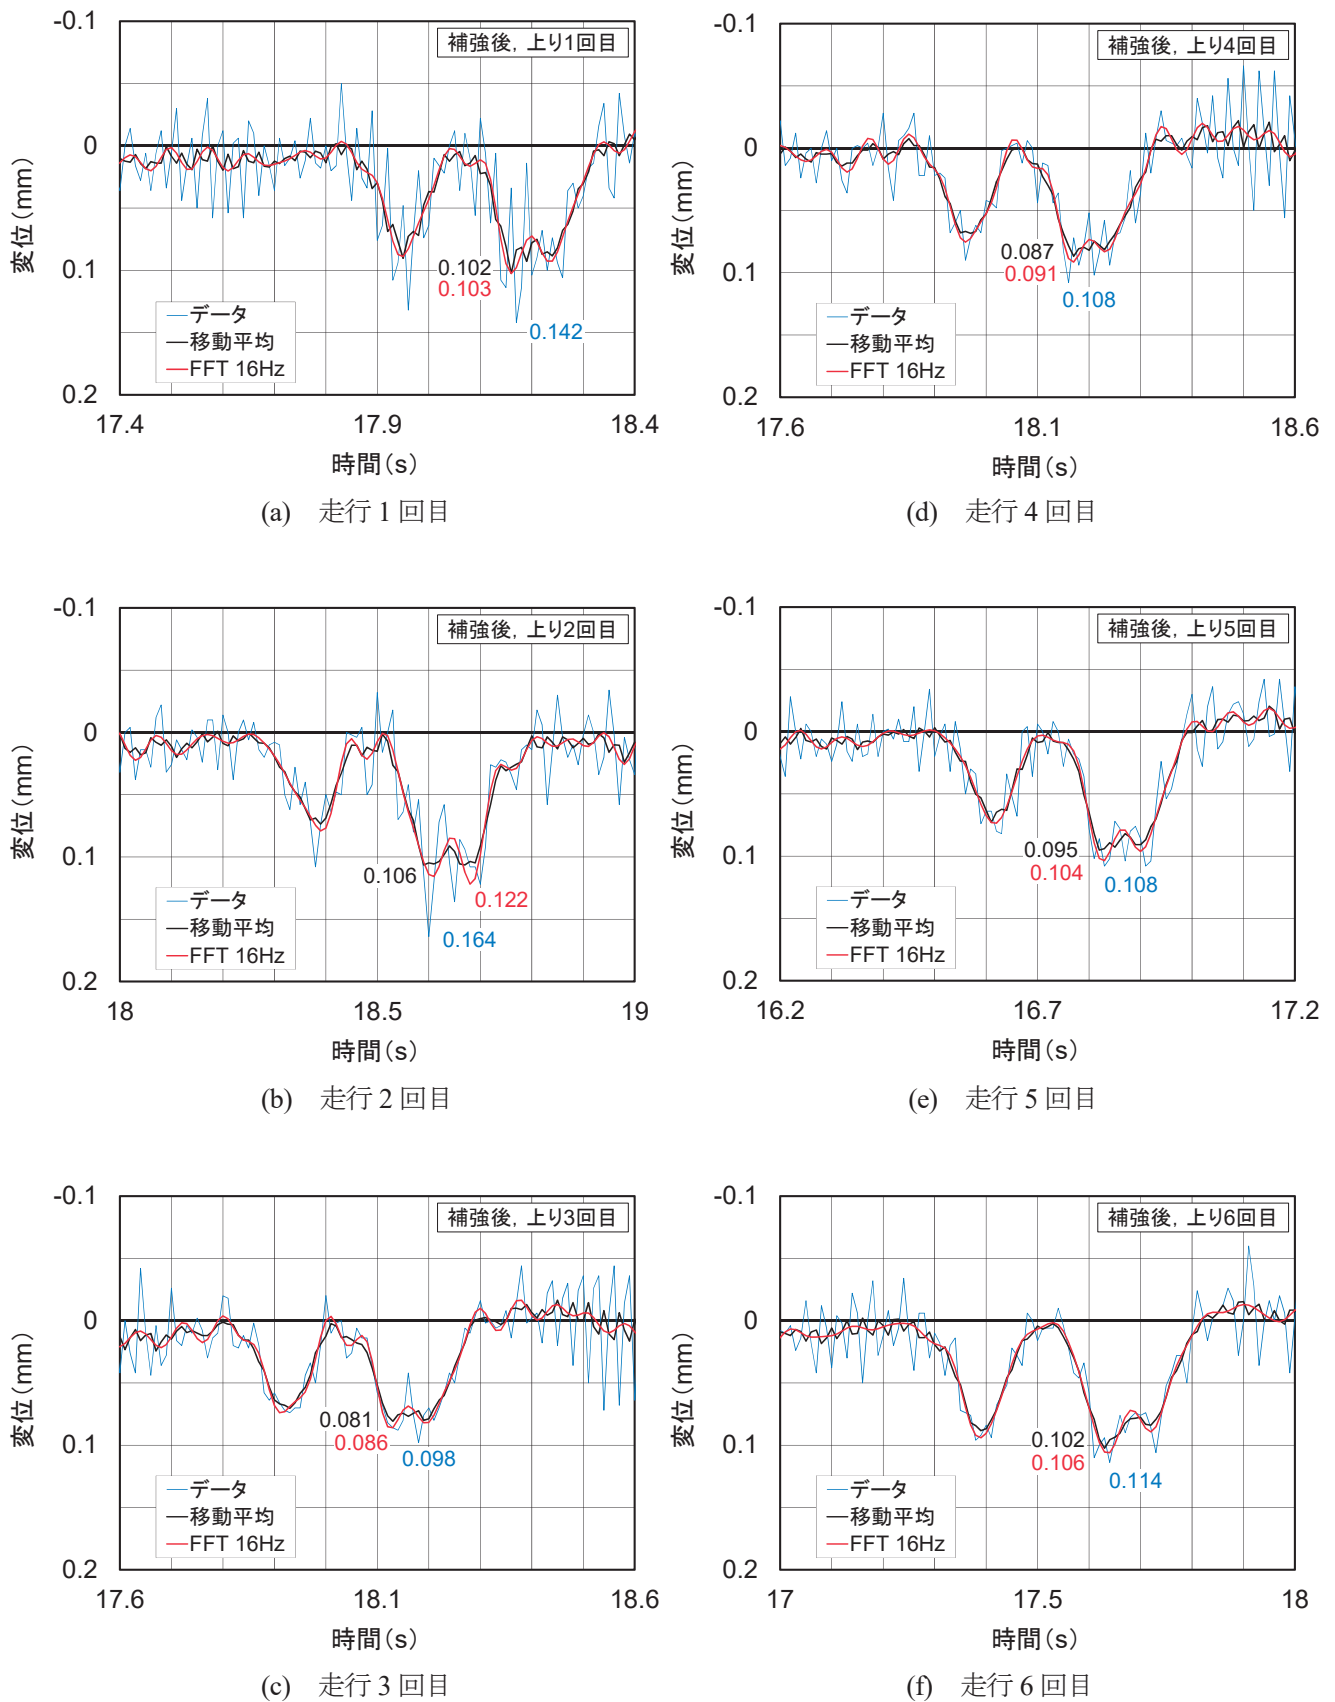 -0.1
0
0.1
0.2
変位(mm)
補強後, 上り1回目
0.102
0.103
0.142
データ
移動平均
FFT 16Hz
17.4
17.9
18.4
時間(s)
(a) 走行 1 回目
-0.1
0
0.1
0.2
変位(mm)
補強後, 上り4回目
0.087
0.091
0.108
データ
移動平均
FFT 16Hz
17.6
18.1
18.6
時間(s)
(d) 走行 4 回目
-0.1
0
0.1
0.2
変位(mm)
補強後, 上り2回目
0.106
0.122
0.164
データ
移動平均
FFT 16Hz
18
18.5
19
時間(s)
(b) 走行 2 回目
-0.1
0
0.1
0.2
変位(mm)
補強後, 上り5回目
0.095
0.104
0.108
データ
移動平均
FFT 16Hz
16.2
16.7
17.2
時間(s)
(e) 走行 5 回目
-0.1
0
0.1
0.2
変位(mm)
補強後, 上り3回目
0.081
0.086
0.098
データ
移動平均
FFT 16Hz
17.6
18.1
18.6
時間(s)
(c) 走行 3 回目
-0.1
0
0.1
0.2
変位(mm)
補強後, 上り6回目
0.102
0.106
0.114
データ
移動平均
FFT 16Hz
17
17.5
18
時間(s)
(f) 走行 6 回目